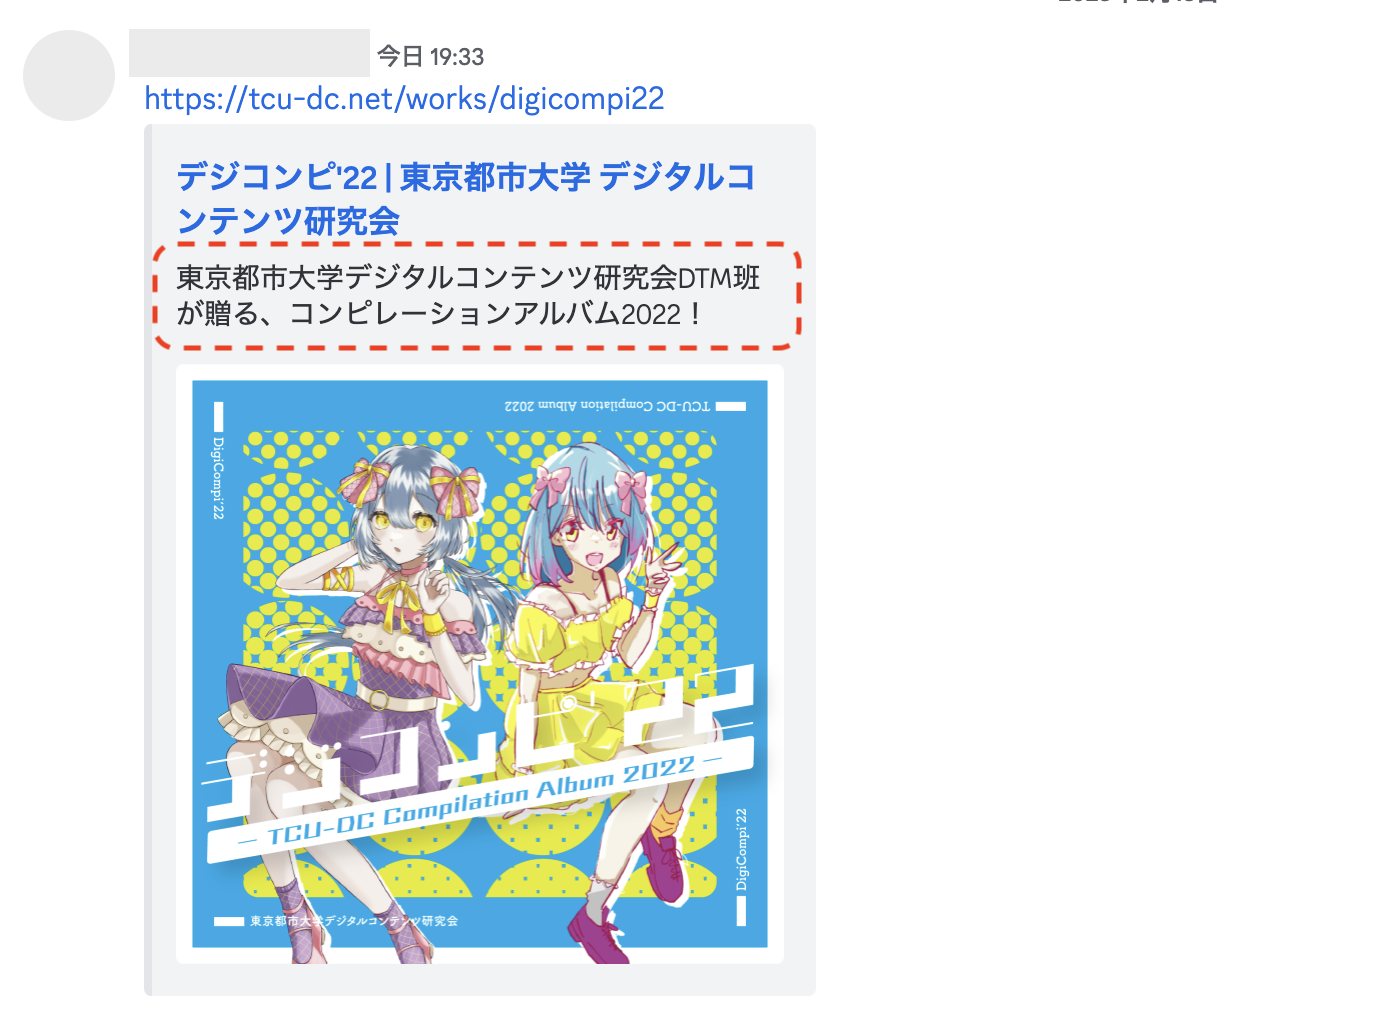 今日 19:33
https://tcu-dc.net/works/digicompi22
デジコンピ'22 | 東京都市大学 デジタルコ
ンテンツ研究会
東京都市大学デジタルコンテンツ研究会DTM班
が贈る、コンピレーションアルバム2022！
TCU-DC Compilation Album 2022
DigiCompi'22
デジコンピ 22
— TCU-DC Compilation Album 2022 —
DigiCompi'22
東京都市大学デジタルコンテンツ研究会